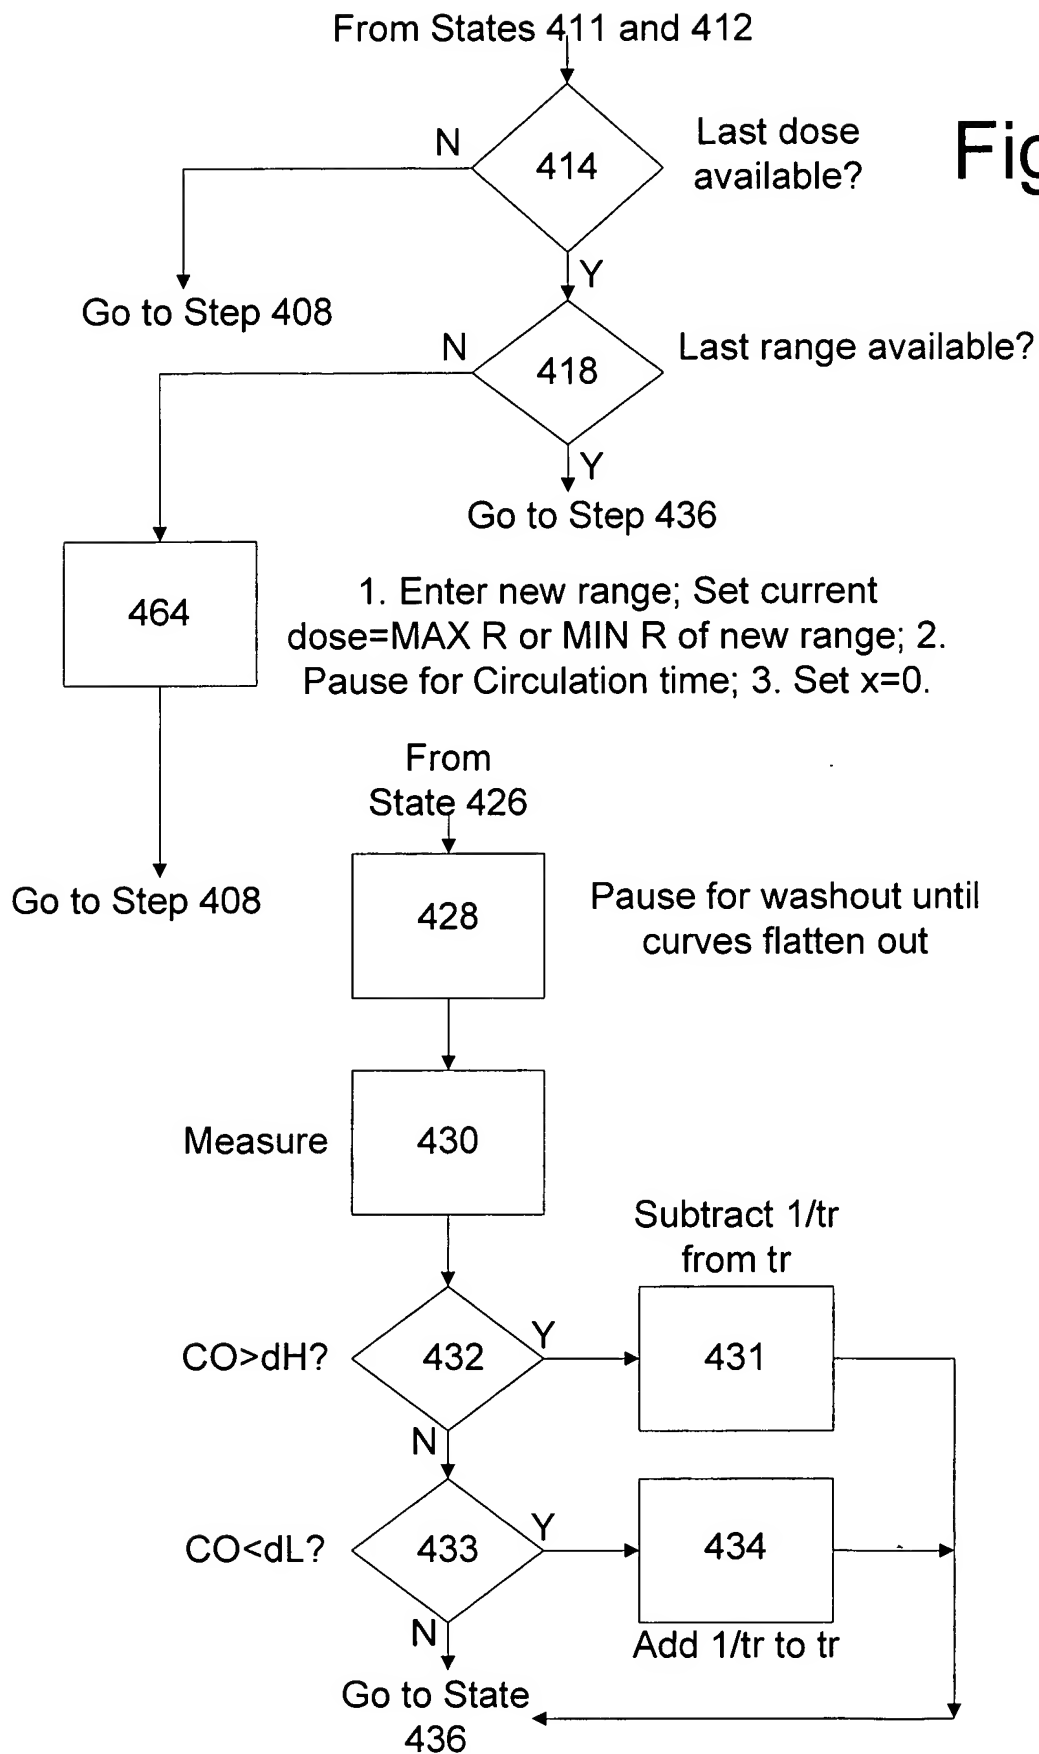 From States 411 and 412
N
414
Last dose
available?
Fig
Y
Go to Step 408
N
418
Last range available?
Y
Go to Step 436
464
1. Enter new range; Set current
dose=MAX R or MIN R of new range; 2.
Pause for Circulation time; 3. Set x=0.
From
State 426
Go to Step 408
428
Pause for washout until
curves flatten out
Measure
430
Subtract 1/tr
from tr
CO>dH?
432
Y
431
N
CO<dL?
433
Y
434
N
Add 1/tr to tr
Go to State
436